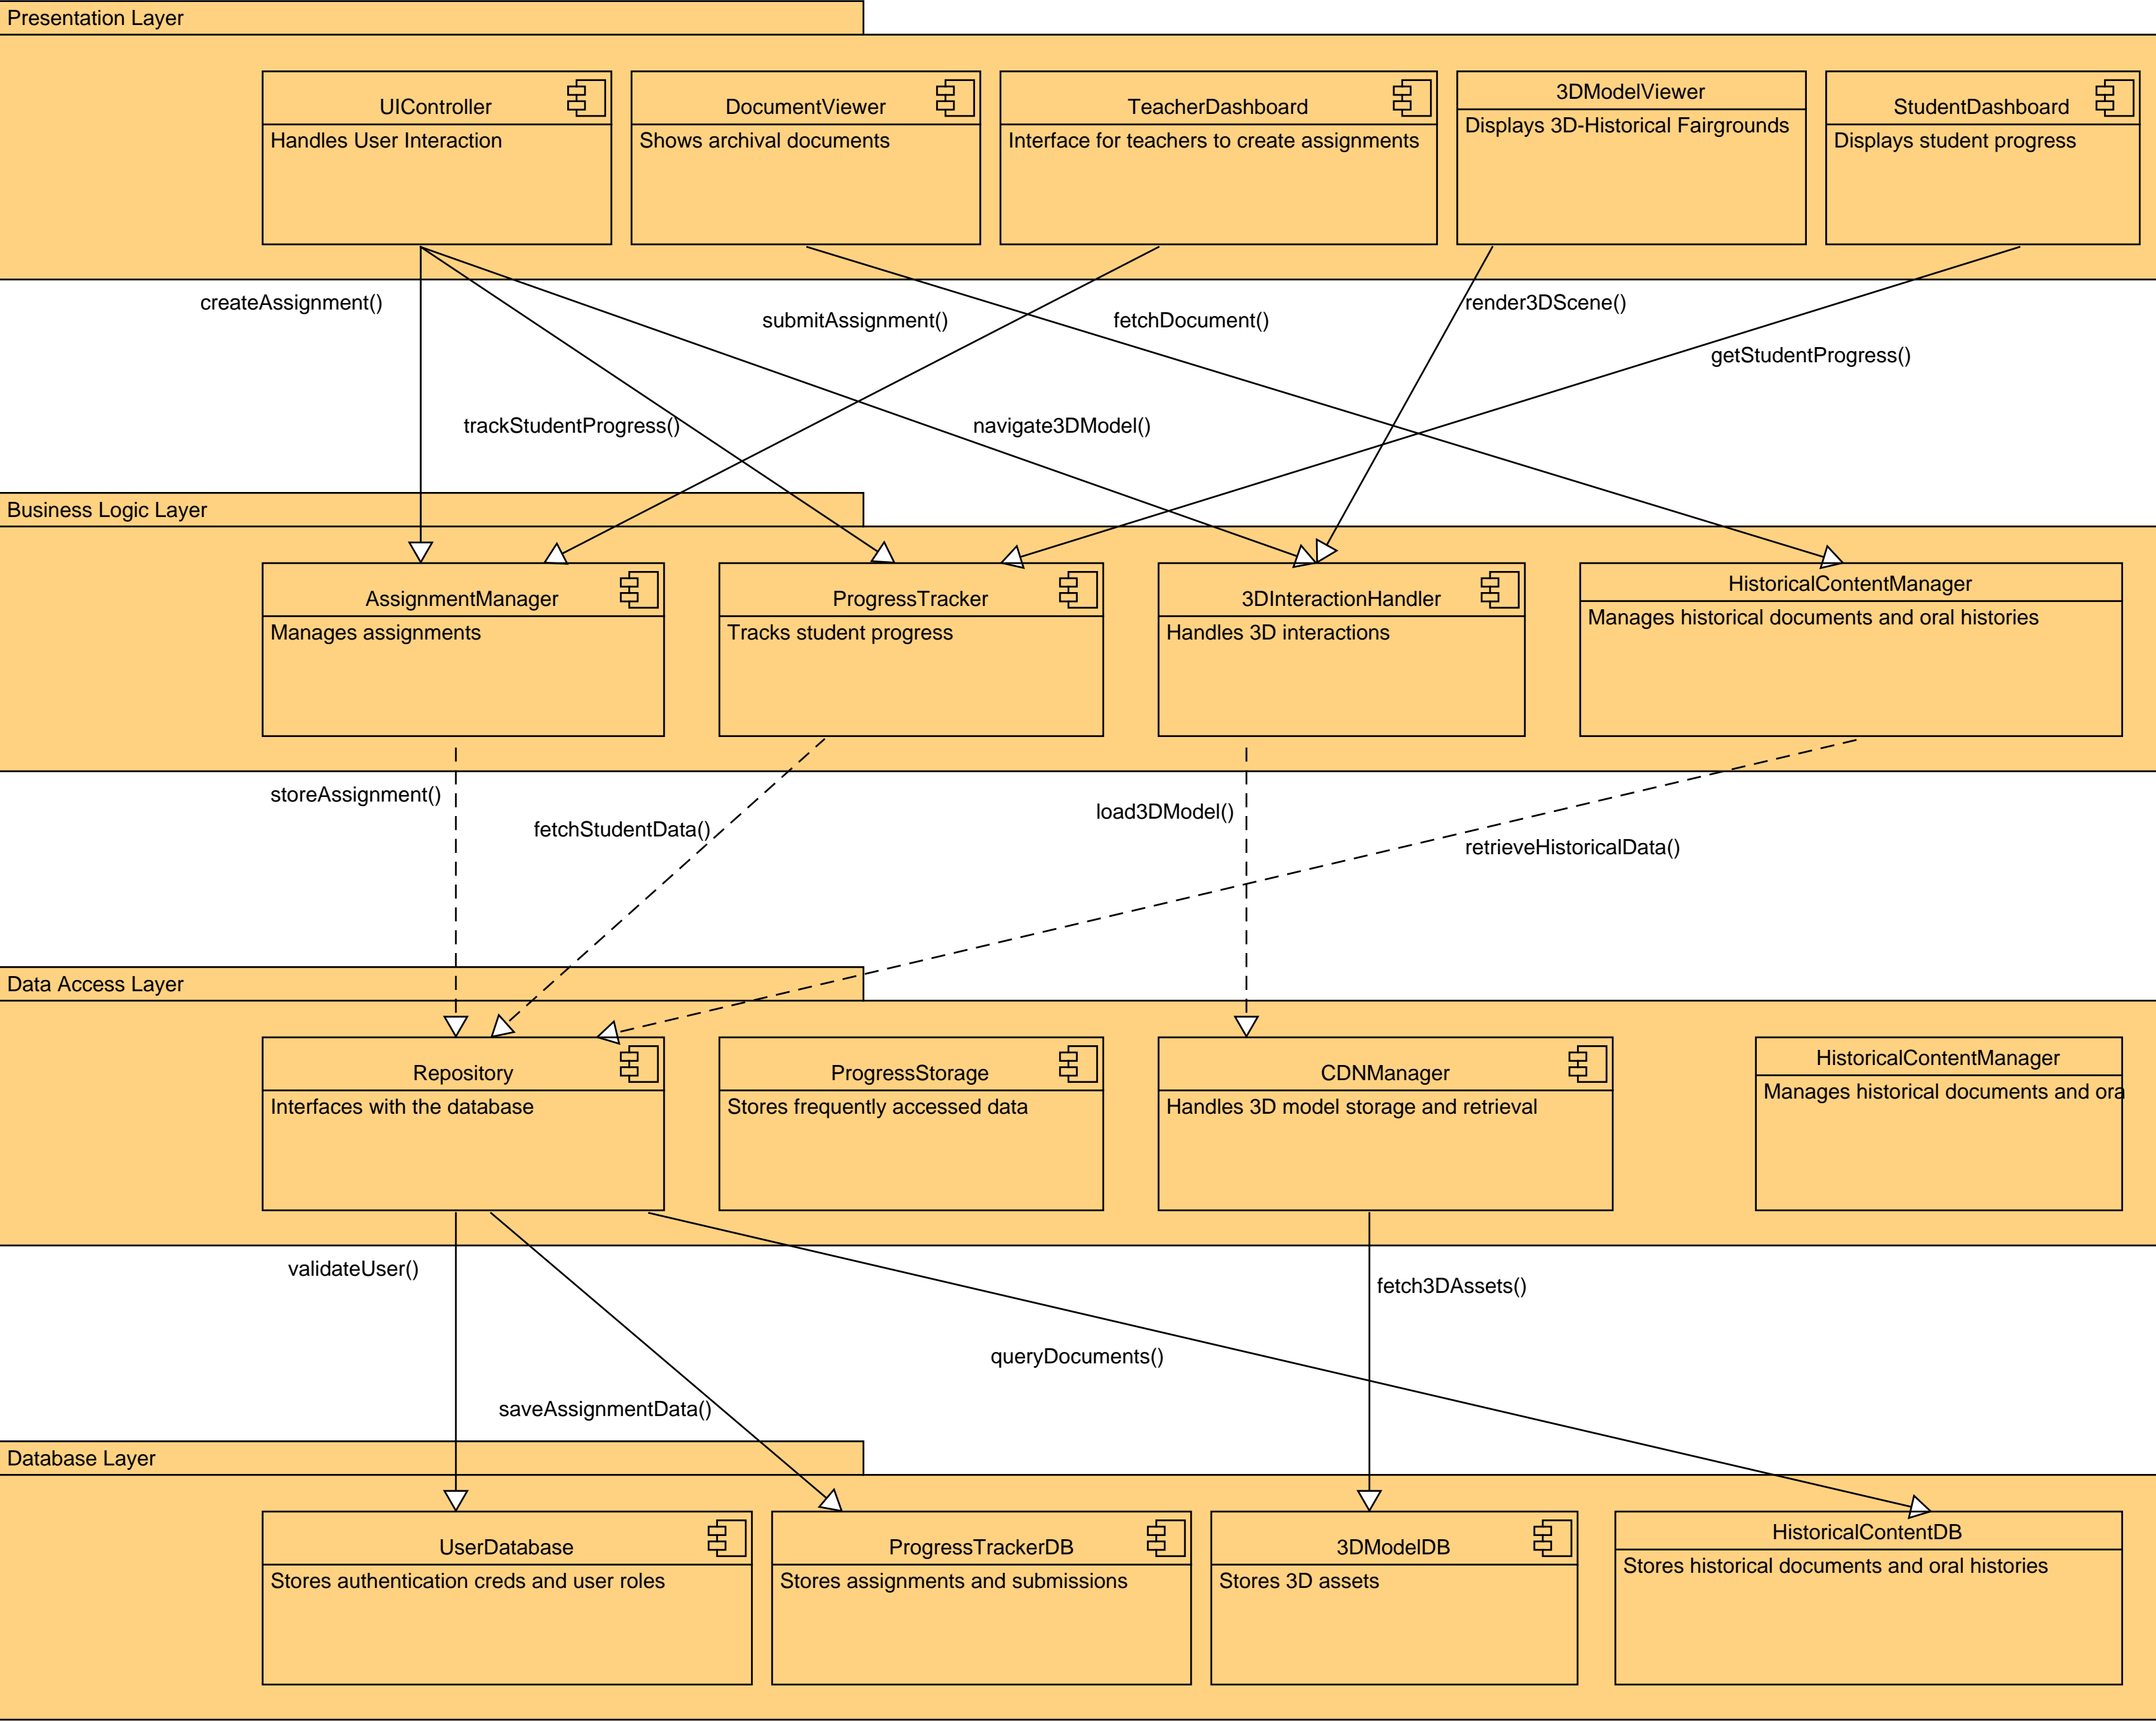 Presentation Layer
UIController
Handles User Interaction
DocumentViewer
Shows archival documents
TeacherDashboard
Interface for teachers to create assignments
3DModelViewer
Displays 3D-Historical Fairgrounds
StudentDashboard
Displays student progress
createAssignment()
submitAssignment()
fetchDocument()
render3DScene()
getStudentProgress()
trackStudentProgress()
navigate3DModel()
Business Logic Layer
AssignmentManager
Manages assignments
ProgressTracker
Tracks student progress
3DInteractionHandler
Handles 3D interactions
HistoricalContentManager
Manages historical documents and oral histories
storeAssignment()
fetchStudentData()
load3DModel()
retrieveHistoricalData()
Data Access Layer
Repository
Interfaces with the database
ProgressStorage
Stores frequently accessed data
CDNManager
Handles 3D model storage and retrieval
HistoricalContentManager
Manages historical documents and ora
validateUser()
fetch3DAssets()
queryDocuments()
saveAssignmentData()
Database Layer
UserDatabase
Stores authentication creds and user roles
ProgressTrackerDB
Stores assignments and submissions
3DModelDB
Stores 3D assets
HistoricalContentDB
Stores historical documents and oral histories